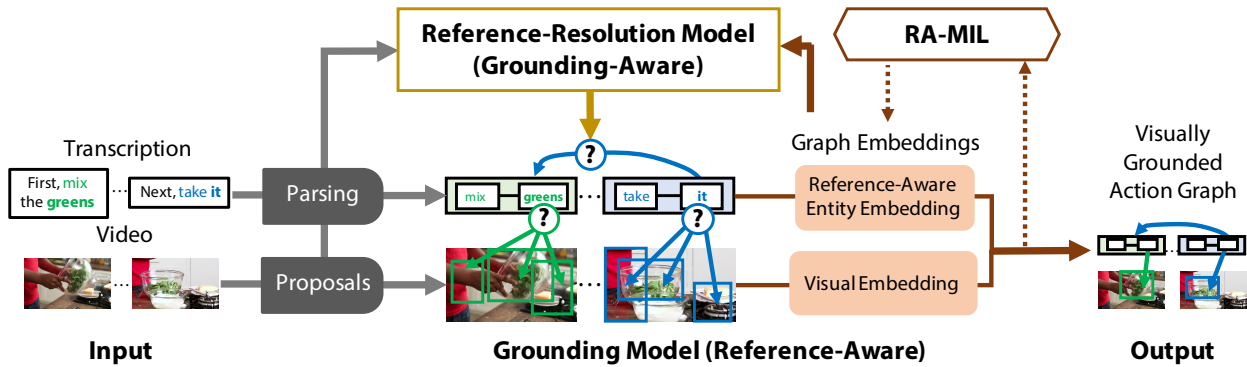 Reference-Resolution Model
(Grounding-Aware)
RA-MIL
Transcription
First, mix
the greens
...
Next, take it
Video
...
Parsing
Proposals
?
mix
greens
...
take
it
?
?
...
Graph Embeddings
Reference-Aware
Entity Embedding
Visual Embedding
Visually
Grounded
Action Graph
...
...
Input
Grounding Model (Reference-Aware)
Output